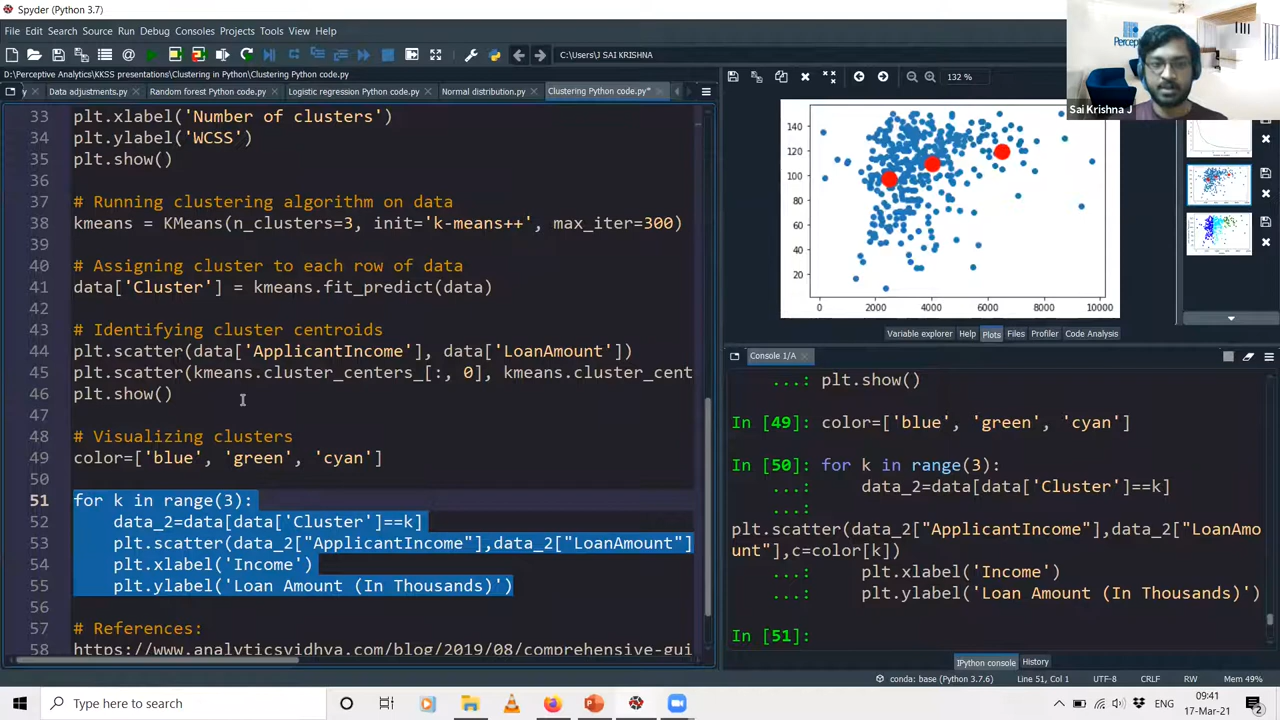 Spyder (Python 3.7)
File Edit Search Source Run Debug Consoles Projects Tools View Help
C:\Users\J SAI KRISHNA
D:\Perceptive Analytics\KKSS presentations\Clustering in Python\Clustering Python code.py
y Data adjustments.py Random forest Python code.py Logistic regression Python code.py Normal distribution.py Clustering Python code.py*
33 plt.xlabel('Number of clusters')
34 plt.ylabel('WCSS')
35 plt.show()
36
37 # Running clustering algorithm on data
38 kmeans = KMeans(n_clusters=3, init='k-means++', max_iter=300)
39
40 # Assigning cluster to each row of data
41 data['Cluster'] = kmeans.fit_predict(data)
42
43 # Identifying cluster centroids
44 plt.scatter(data['ApplicantIncome'], data['LoanAmount'])
45 plt.scatter(kmeans.cluster_centers_[:, 0], kmeans.cluster_cent
46 plt.show()
47
48 # Visualizing clusters
49 color=['blue', 'green', 'cyan']
50
51 for k in range(3):
52 data_2=data[data['Cluster']==k]
53 plt.scatter(data_2["ApplicantIncome"],data_2["LoanAmount"]
54 plt.xlabel('Income')
55 plt.ylabel('Loan Amount (In Thousands)')
56
57 # References:
58 https://www.analyticsvidhya.com/blog/2019/08/comprehensive-gui
132 %
Sai Krishna J
140
120
100
80
60
40
20
0 2000 4000 6000 8000 10000
Variable explorer Help Plots Files Profiler Code Analysis
Console 1/A
...: plt.show()
In [49]: color=['blue', 'green', 'cyan']
In [50]: for k in range(3):
...: data_2=data[data['Cluster']==k]
...:
plt.scatter(data_2["ApplicantIncome"],data_2["LoanAmo
unt"],c=color[k])
...: plt.xlabel('Income')
...: plt.ylabel('Loan Amount (In Thousands)')
In [51]:
IPython console History
conda: base (Python 3.7.6) Line 51, Col 1 UTF-8 CRLF RW Mem 49%
Type here to search
ENG
09:41
17-Mar-21
2